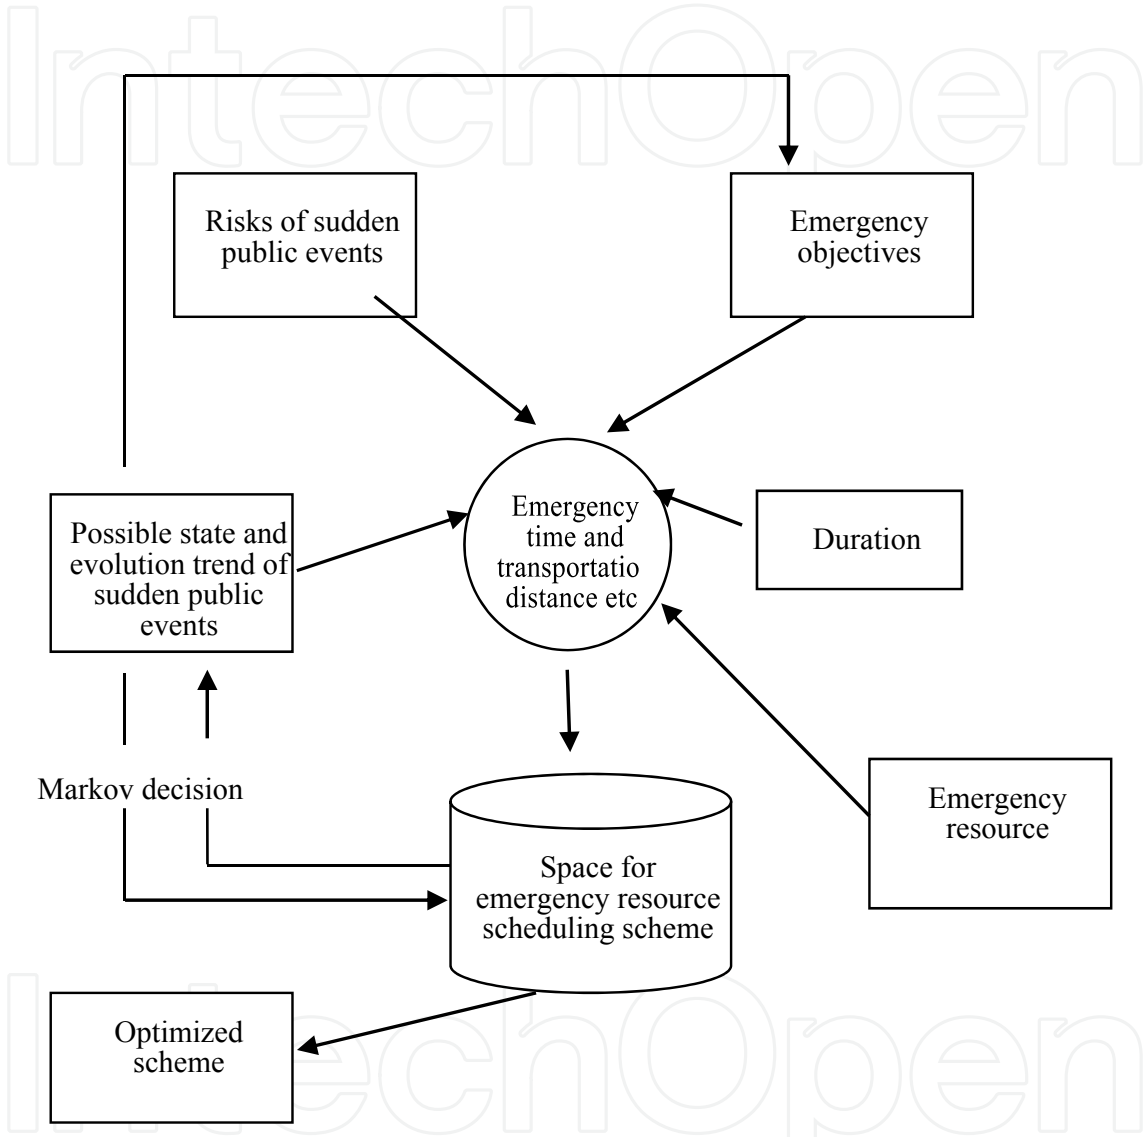 IntechOpen
Risks of sudden
public events
Emergency
objectives
Possible state and
evolution trend of
sudden public
events
Emergency
time and
transportatio
distance etc
Duration
Markov decision
Emergency
resource
Space for
emergency resource
scheduling scheme
Optimized
scheme
IntechOpen